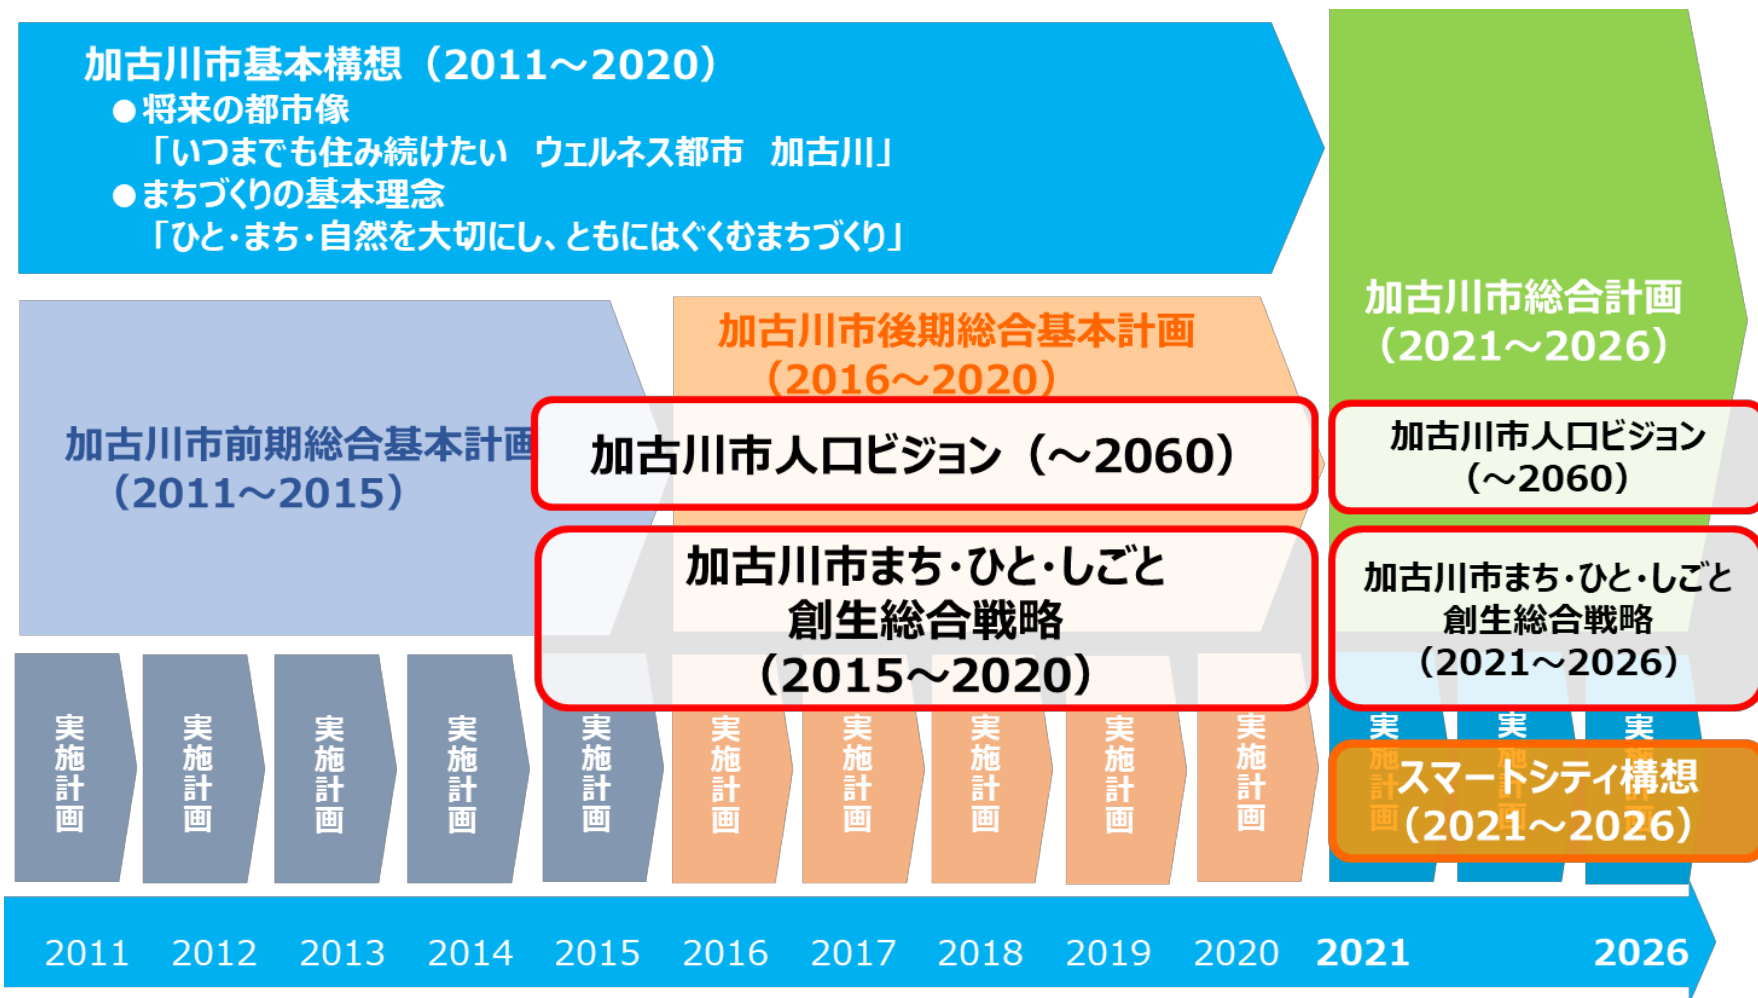 加古川市基本構想（2011～2020）
●将来の都市像
「いつまでも住み続けたい　ウェルネス都市　加古川」
●まちづくりの基本理念
「ひと・まち・自然を大切にし、ともにはぐくむまちづくり」
加古川市総合計画
（2021～2026）
加古川市後期総合基本計画
（2016～2020）
加古川市前期総合基本計画
（2011～2015）
加古川市人口ビジョン（～2060）
加古川市人口ビジョン
（～2060）
加古川市まち・ひと・しごと
創生総合戦略
（2015～2020）
加古川市まち・ひと・しごと
創生総合戦略
（2021～2026）
実施計画
実施計画
実施計画
実施計画
実施計画
実施計画
実施計画
実施計画
実施計画
実施計画
実施計画
実施計画
実施計画
スマートシティ構想
（2021～2026）
2011 2012 2013 2014 2015 2016 2017 2018 2019 2020 2021 2026